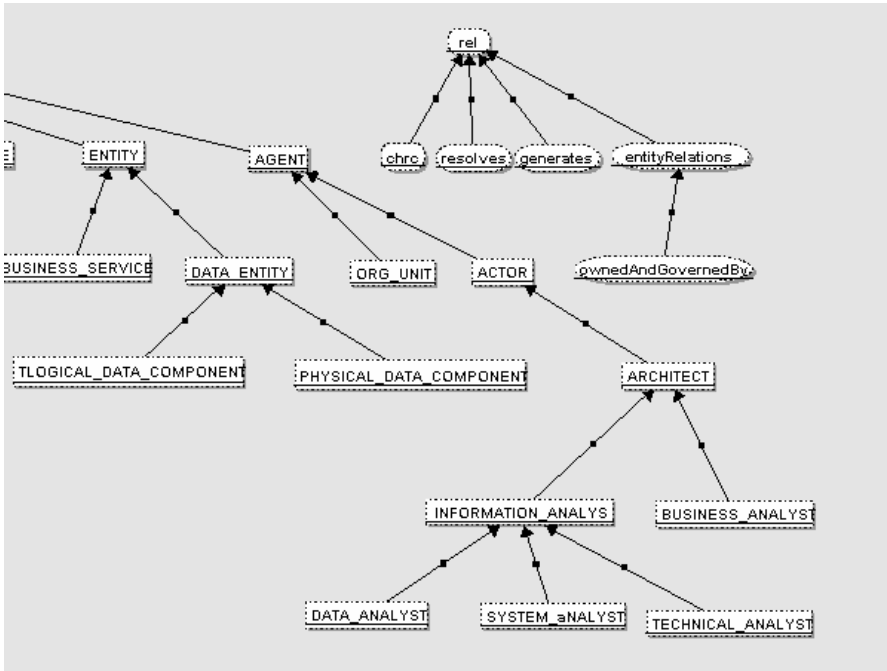 rel
E
ENTITY
AGENT
chrc
resolves
generates
entityRelations
BUSINESS_SERVICE
DATA_ENTITY
ORG_UNIT
ACTOR
ownedAndGovernedBy
TLOGICAL_DATA_COMPONENT
PHYSICAL_DATA_COMPONENT
ARCHITECT
INFORMATION_ANALYS
BUSINESS_ANALYST
DATA_ANALYST
SYSTEM_aNALYST
TECHNICAL_ANALYST